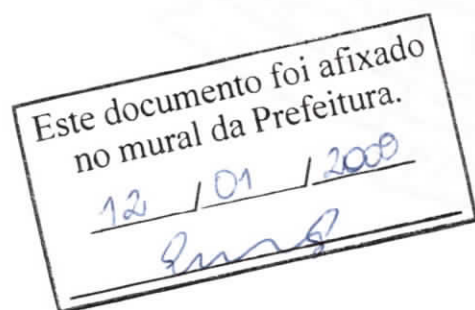 Este documento foi afixado
no mural da Prefeitura.
12 / 01 / 2009